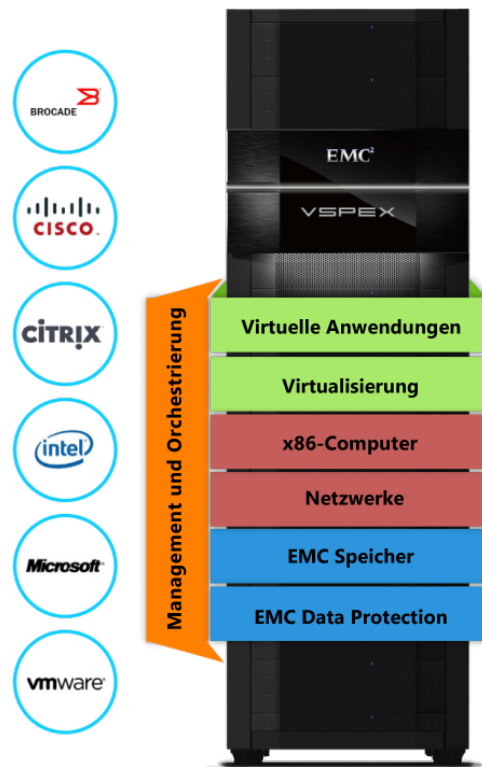 BROCADE
CISCO
CiTRIX
intel
Microsoft
vmware
EMC²
VSPEX
Management und Orchestrierung
Virtuelle Anwendungen
Virtualisierung
x86-Computer
Netzwerke
EMC Speicher
EMC Data Protection